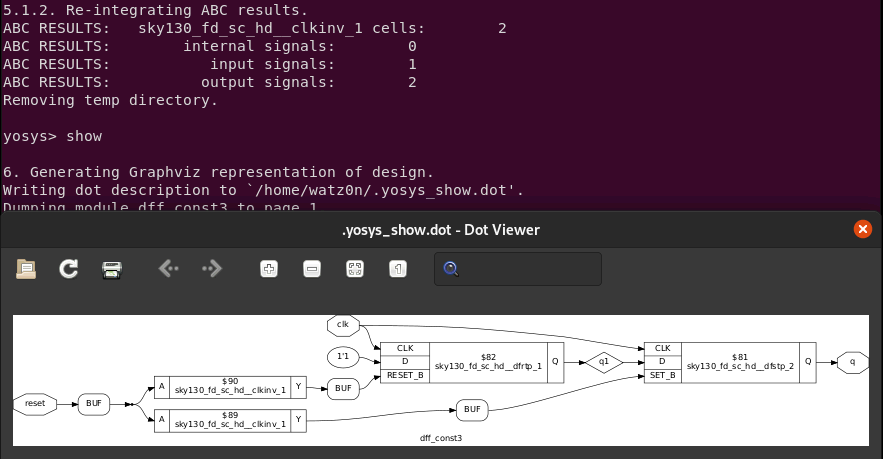 5.1.2. Re-integrating ABC results.
ABC RESULTS:   sky130_fd_sc_hd__clkinv_1 cells:        2
ABC RESULTS:        internal signals:        0
ABC RESULTS:           input signals:        1
ABC RESULTS:          output signals:        2
Removing temp directory.
yosys> show
6. Generating Graphviz representation of design.
Writing dot description to `/home/watz0n/.yosys_show.dot'.
Dumping module dff_const3 to page 1.
.yosys_show.dot - Dot Viewer
clk
1'1
CLK
D
RESET_B
$82
sky130_fd_sc_hd__dfrtp_1
Q
q1
CLK
D
SET_B
$81
sky130_fd_sc_hd__dfstp_2
Q
q
reset
BUF
A
$90
sky130_fd_sc_hd__clkinv_1
Y
BUF
A
$89
sky130_fd_sc_hd__clkinv_1
Y
BUF
dff_const3